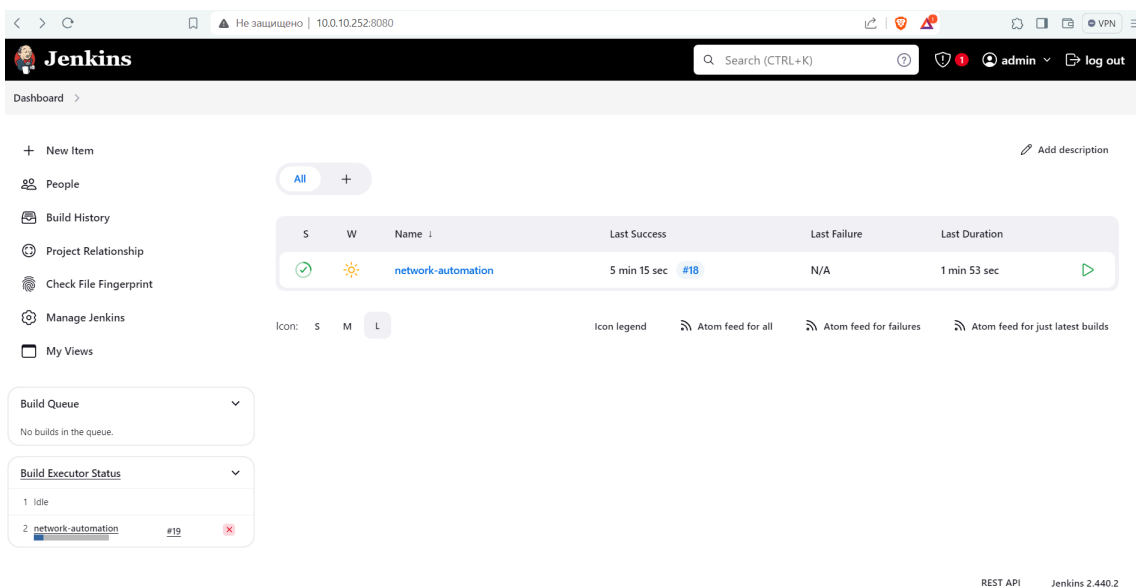 Не защищено | 10.0.10.252:8080
VPN
Jenkins
Search (CTRL+K)
1
admin
log out
Dashboard
New Item
People
Build History
Project Relationship
Check File Fingerprint
Manage Jenkins
My Views
Build Queue
No builds in the queue.
Build Executor Status
1 Idle
2 network-automation #19
Add description
All +
S W Name ↓ Last Success Last Failure Last Duration
network-automation 5 min 15 sec #18 N/A 1 min 53 sec
Icon: S M L
Icon legend Atom feed for all Atom feed for failures Atom feed for just latest builds
REST API Jenkins 2.440.2